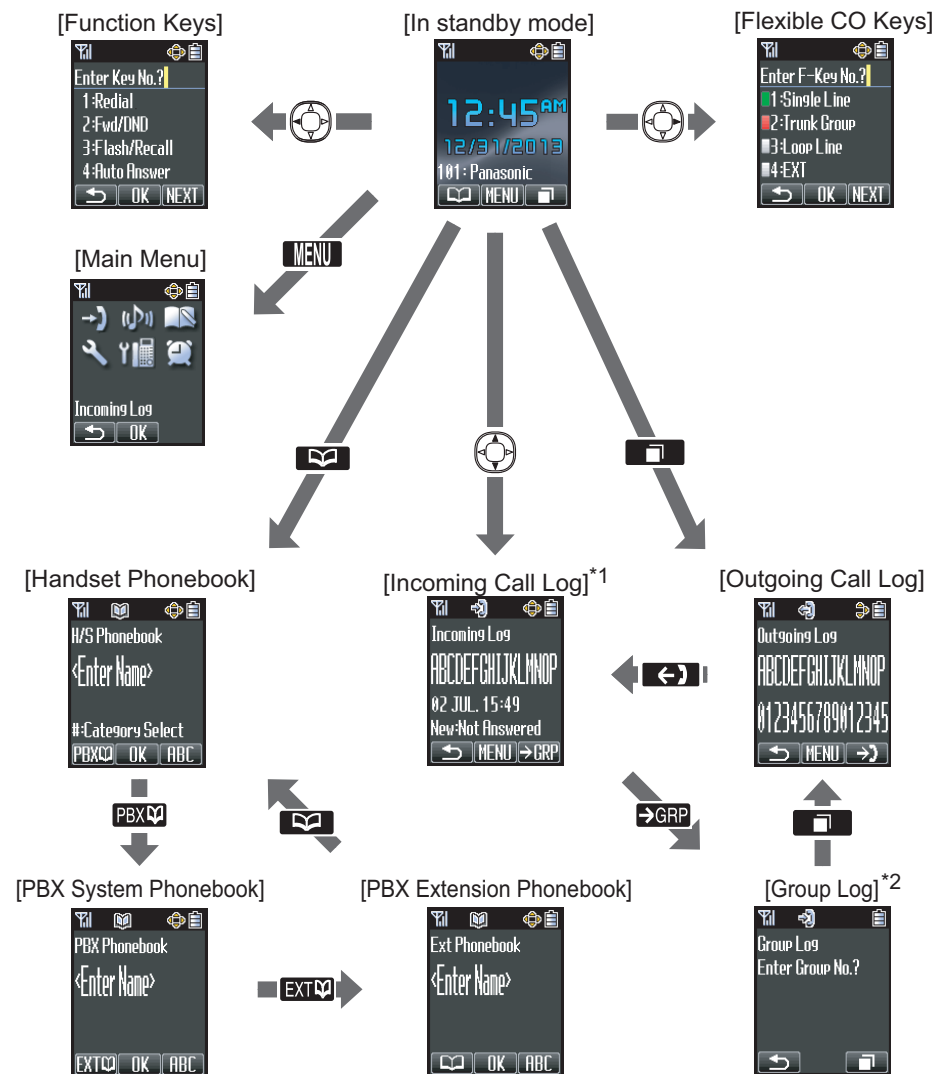 [Function Keys]
[In standby mode]
[Flexible CO Keys]
Enter Key No.?
1:Redial
2:Fwd/DND
3:Flash/Recall
4:Auto Answer
OK NEXT
12:45AM
12/31/2013
101: Panasonic
MENU
Enter F-Key No.?
1:Single Line
2:Trunk Group
3:Loop Line
4:EXT
OK NEXT
MENU
[Main Menu]
Incoming Log
OK
[Handset Phonebook]
[Incoming Call Log]*1
[Outgoing Call Log]
H/S Phonebook
<Enter Name>
#:Category Select
PBX OK ABC
Incoming Log
ABCDEFGHIJKLMNOP
02 JUL. 15:49
New:Not Answered
MENU →GRP
Outgoing Log
ABCDEFGHIJKLMNOP
0123456789012345
MENU
PBX
→GRP
[PBX System Phonebook]
[PBX Extension Phonebook]
[Group Log]*2
PBX Phonebook
<Enter Name>
EXT OK ABC
EXT
Ext Phonebook
<Enter Name>
OK ABC
Group Log
Enter Group No.?